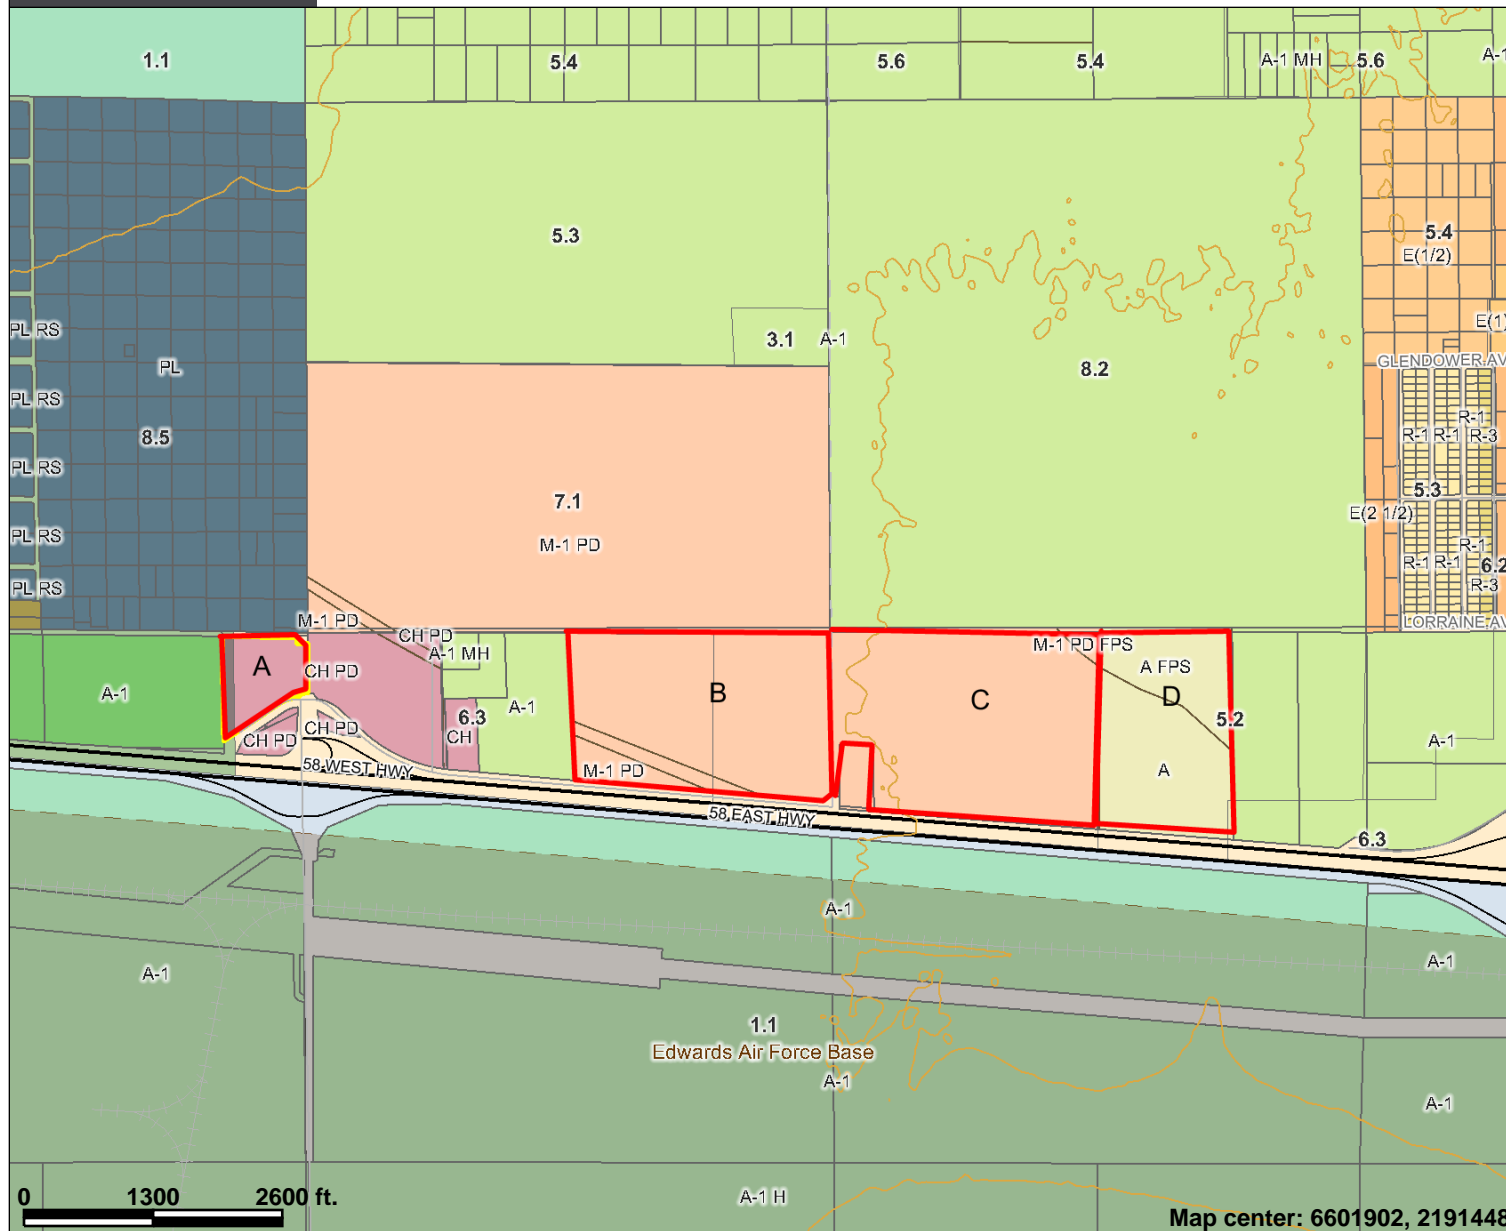 1.1
5.4
5.6
5.4
A-1 MH
5.6
A-1
5.3
5.4
E(1/2)
PL RS
3.1
A-1
E(1)
PL
8.2
GLENDOWER AV
PL RS
R-1
8.5
R-1
R-1
R-3
PL RS
5.3
7.1
E(2 1/2)
PL RS
M-1 PD
R-1
R-1
R-1
6.2
PL RS
R-3
M-1 PD
LORRAINE AV
CH PD
M-1 PD FPS
A-1 MH
A
CH PD
A FPS
A-1
B
C
D
6.3
A-1
5.2
CH PD
CH PD
CH
A-1
58 WEST HWY
M-1 PD
A
58 EAST HWY
6.3
A-1
A-1
A-1
1.1
Edwards Air Force Base
A-1
A-1
A-1 H
0 1300 2600 ft.
Map center: 6601902, 2191448